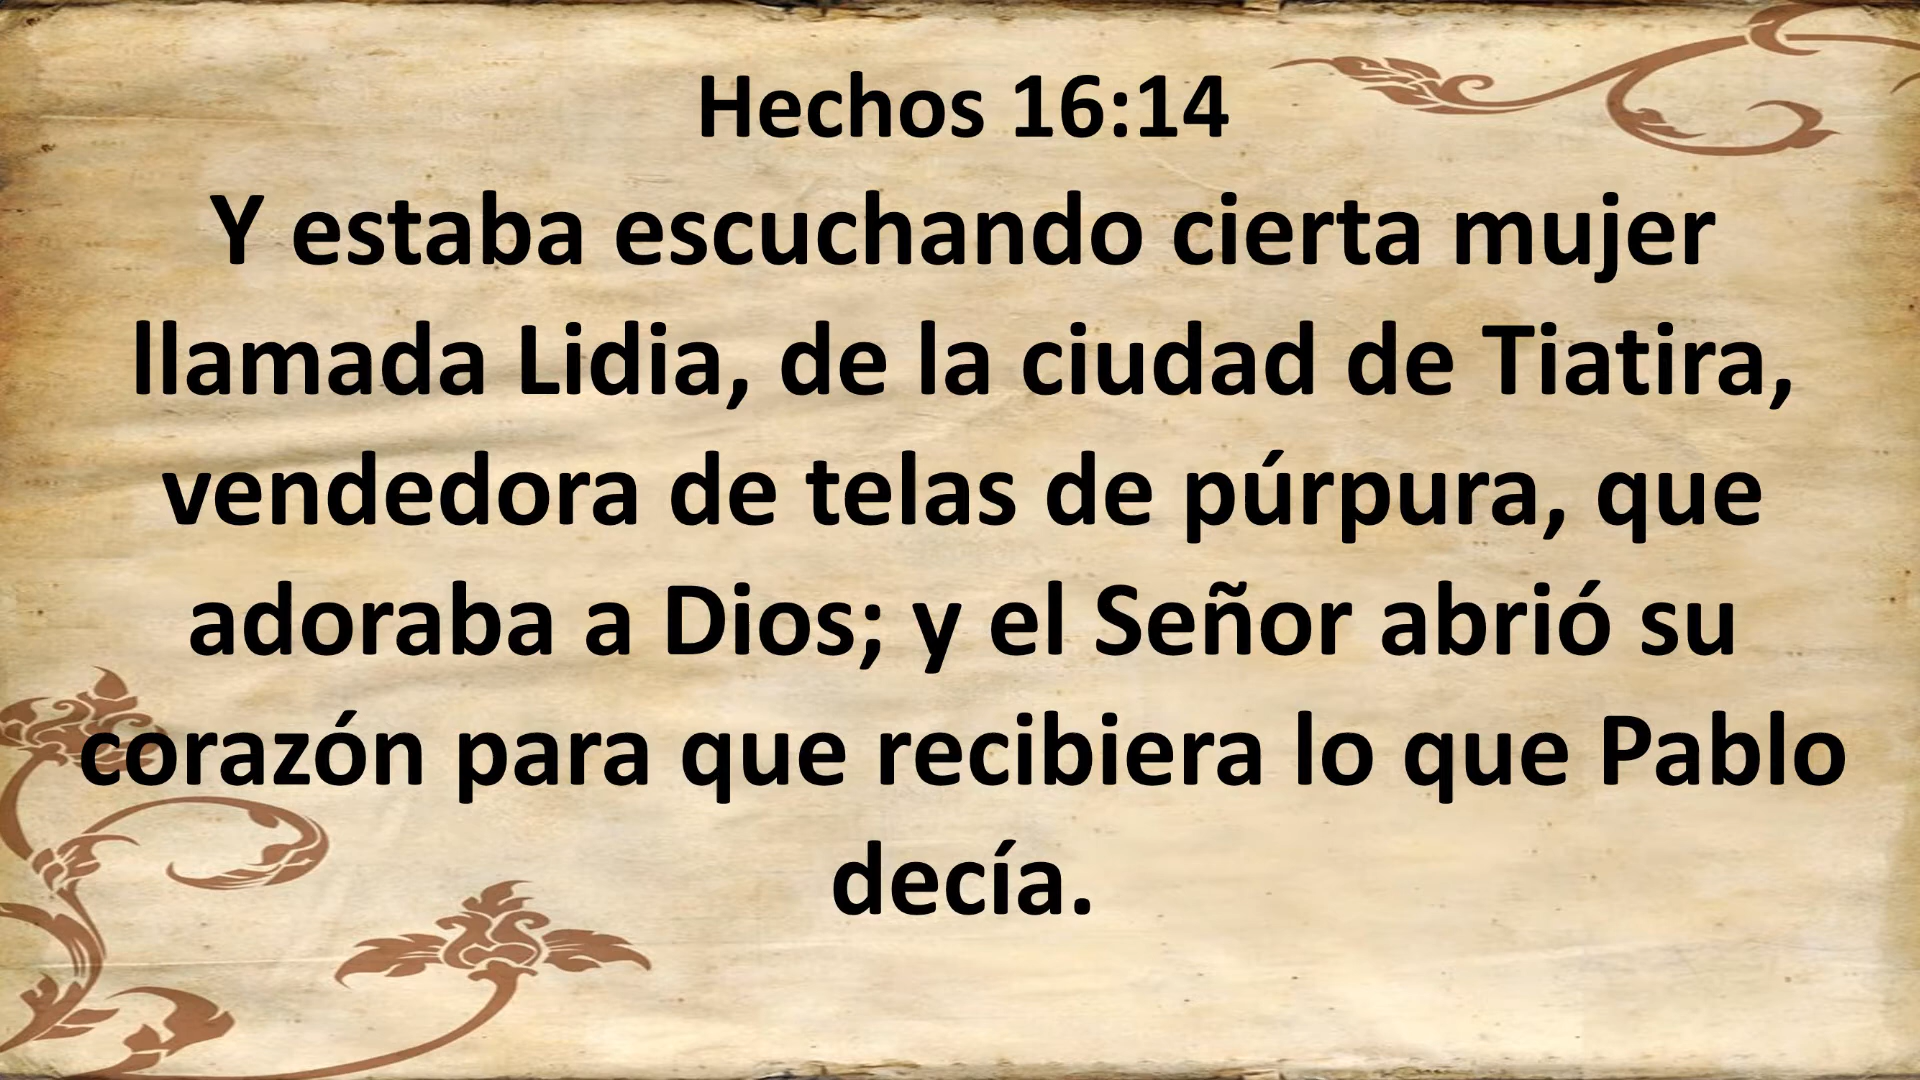 Hechos 16:14
Y estaba escuchando cierta mujer
llamada Lidia, de la ciudad de Tiatira,
vendedora de telas de púrpura, que
adoraba a Dios; y el Señor abrió su
corazón para que recibiera lo que Pablo
decía.